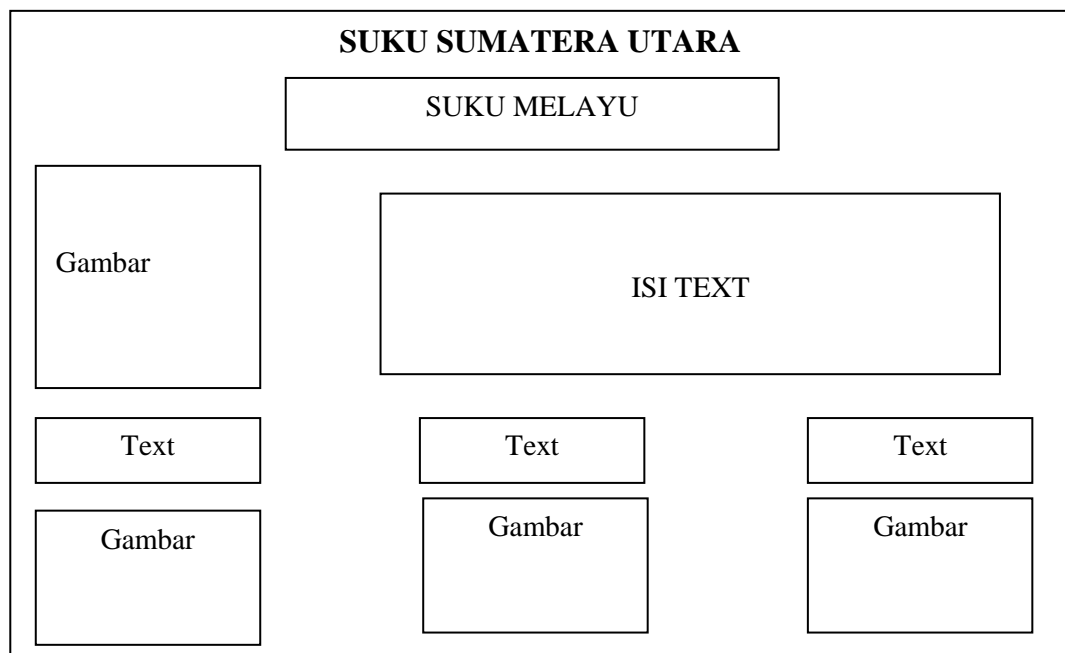 SUKU SUMATERA UTARA
SUKU MELAYU
Gambar
ISI TEXT
Text
Text
Text
Gambar
Gambar
Gambar